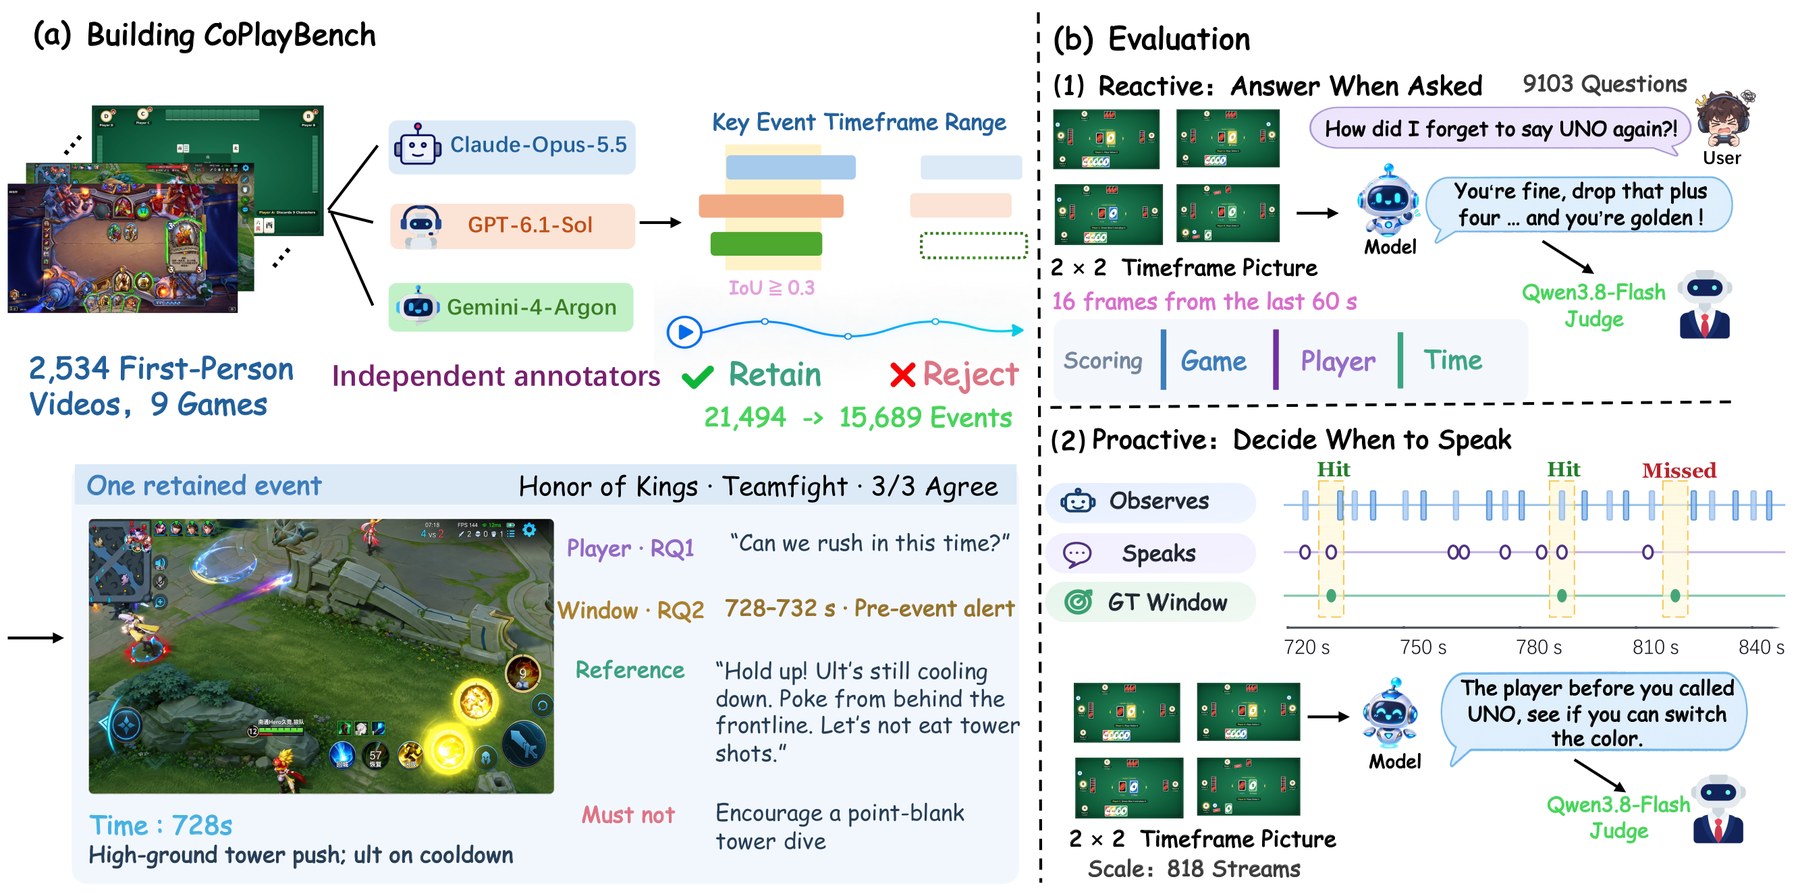 (a) Building CoPlayBench
Claude-Opus-5.5
GPT-6.1-Sol
Gemini-4-Argon
Key Event Timeframe Range
IoU ≧ 0.3
2,534 First-Person
Videos, 9 Games
Independent annotators
Retain
Reject
21,494 -> 15,689 Events
One retained event
Honor of Kings · Teamfight · 3/3 Agree
Player · RQ1
“Can we rush in this time?”
Window · RQ2
728–732 s · Pre-event alert
Reference
“Hold up! Ult’s still cooling
down. Poke from behind the
frontline. Let’s not eat tower
shots.”
Must not
Encourage a point-blank
tower dive
Time : 728s
High-ground tower push; ult on cooldown
(b) Evaluation
(1) Reactive: Answer When Asked
9103 Questions
How did I forget to say UNO again?!
User
You're fine, drop that plus
four ... and you're golden !
Model
2 × 2 Timeframe Picture
16 frames from the last 60 s
Qwen3.8-Flash
Judge
Scoring
Game
Player
Time
(2) Proactive: Decide When to Speak
Hit
Hit
Missed
Observes
Speaks
GT Window
720 s
750 s
780 s
810 s
840 s
The player before you called
UNO, see if you can switch
the color.
Model
Qwen3.8-Flash
Judge
2 × 2 Timeframe Picture
Scale: 818 Streams